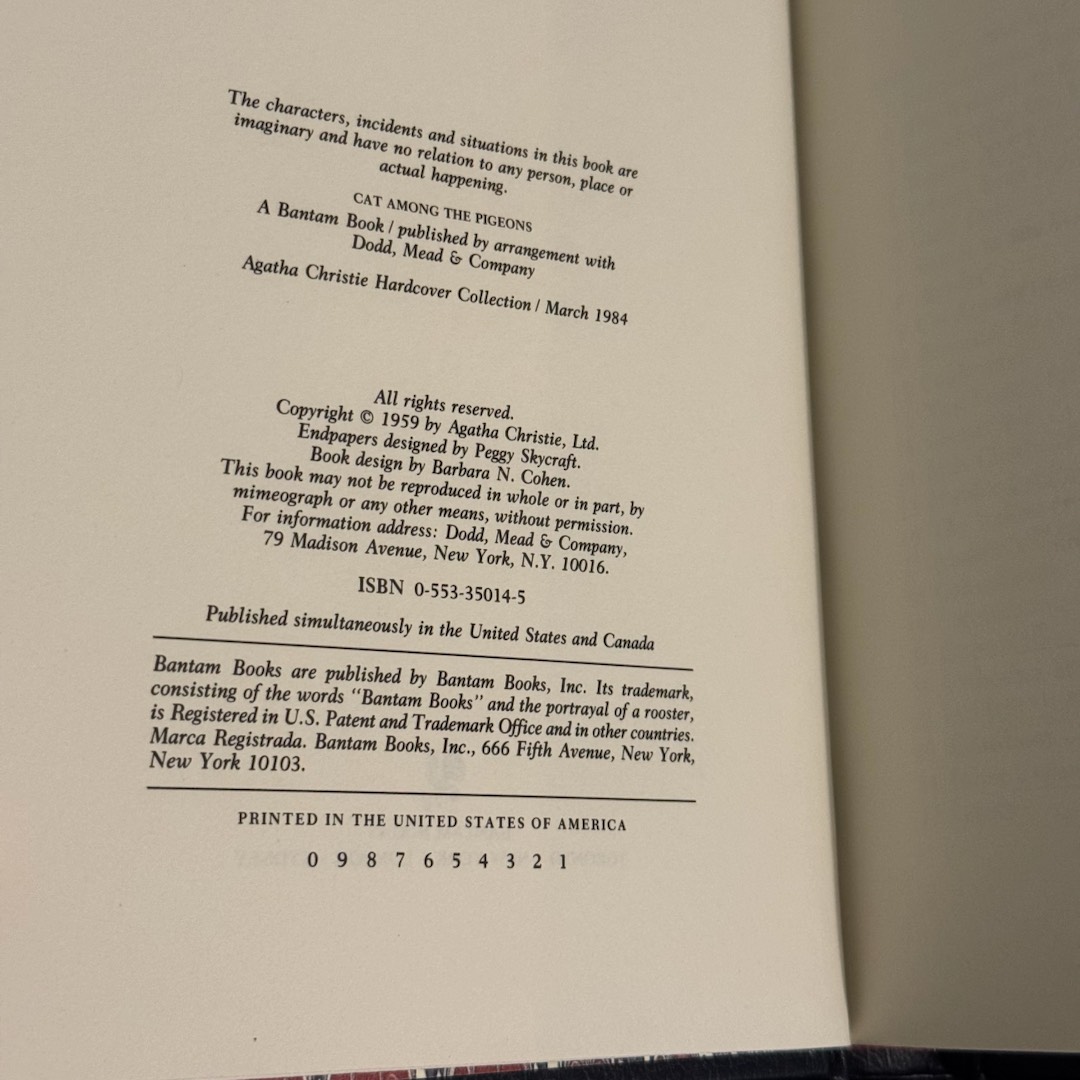 The characters, incidents and situations in this book are
imaginary and have no relation to any person, place or
actual happening.
CAT AMONG THE PIGEONS
A Bantam Book / published by arrangement with
Dodd, Mead & Company
Agatha Christie Hardcover Collection / March 1984
All rights reserved.
Copyright © 1959 by Agatha Christie, Ltd.
Endpapers designed by Peggy Skycraft.
Book design by Barbara N. Cohen.
This book may not be reproduced in whole or in part, by
mimeograph or any other means, without permission.
For information address: Dodd, Mead & Company,
79 Madison Avenue, New York, N.Y. 10016.
ISBN 0-553-35014-5
Published simultaneously in the United States and Canada
Bantam Books are published by Bantam Books, Inc. Its trademark,
consisting of the words "Bantam Books" and the portrayal of a rooster,
is Registered in U.S. Patent and Trademark Office and in other countries.
Marca Registrada. Bantam Books, Inc., 666 Fifth Avenue, New York,
New York 10103.
PRINTED IN THE UNITED STATES OF AMERICA
0 9 8 7 6 5 4 3 2 1